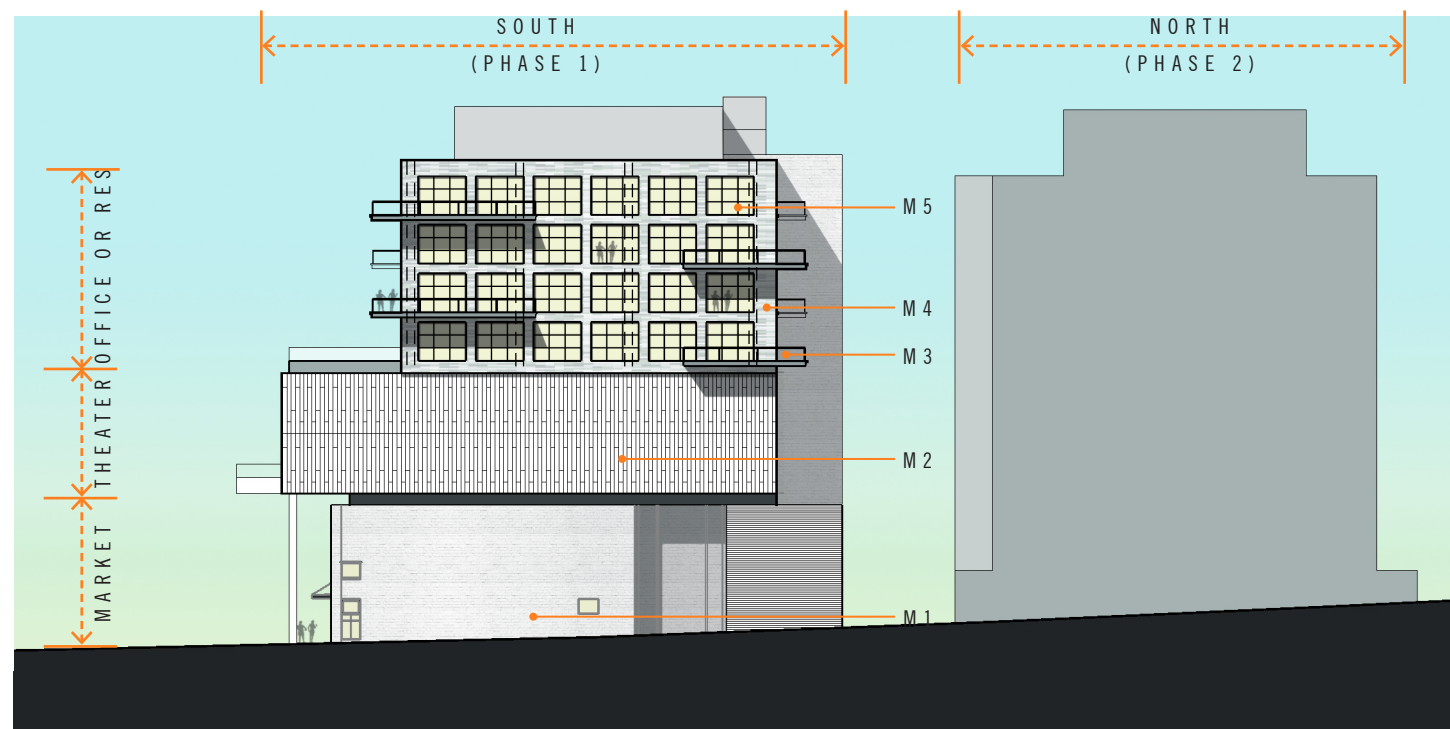 SOUTH
(PHASE 1)
NORTH
(PHASE 2)
OFFICE OR RES
THEATER
MARKET
M5
M4
M3
M2
M1